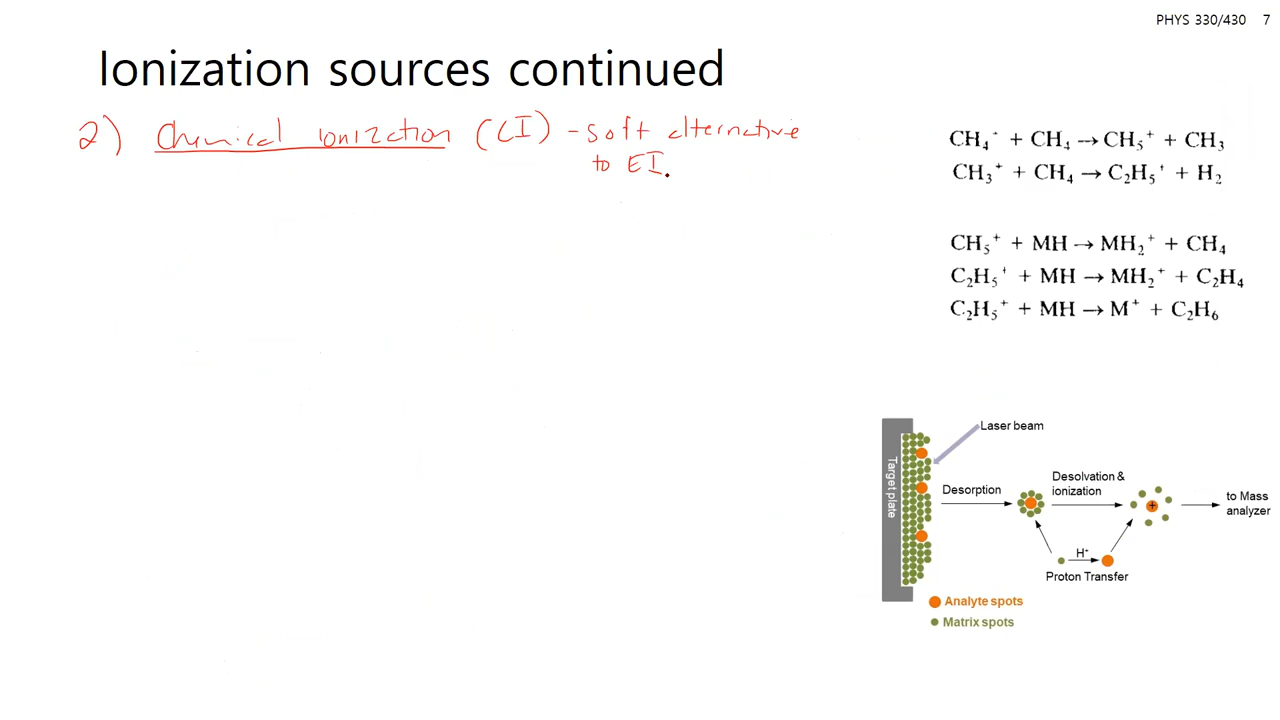 PHYS 330/430 7
Ionization sources continued
2) Chemical ionization (CI) - soft alternative
to EI
CH₄⁺ + CH₄ → CH₅⁺ + CH₃
CH₃⁺ + CH₄ → C₂H₅⁺ + H₂
CH₅⁺ + MH → MH₂⁺ + CH₄
C₂H₅⁺ + MH → MH₂⁺ + C₂H₄
C₂H₅⁺ + MH → M⁺ + C₂H₆
Laser beam
Target plate
Desorption
Desolvation &
ionization
+
to Mass
analyzer
H⁺
Proton Transfer
Analyte spots
Matrix spots